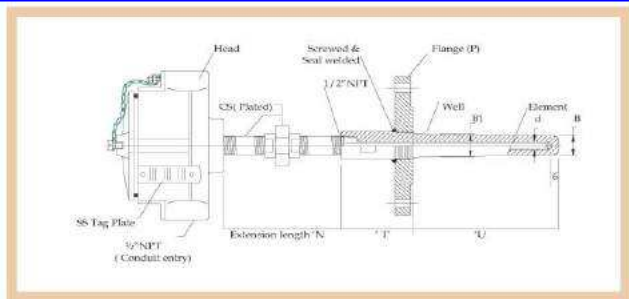 Head
Screwed &
Seal welded
Flange (P)
1/2"NPT
CS( Plated)
Well
Element
B1
d
B
SS Tag Plate
½"NPT
( Conduit entry)
Extension length "N
"T"
"U